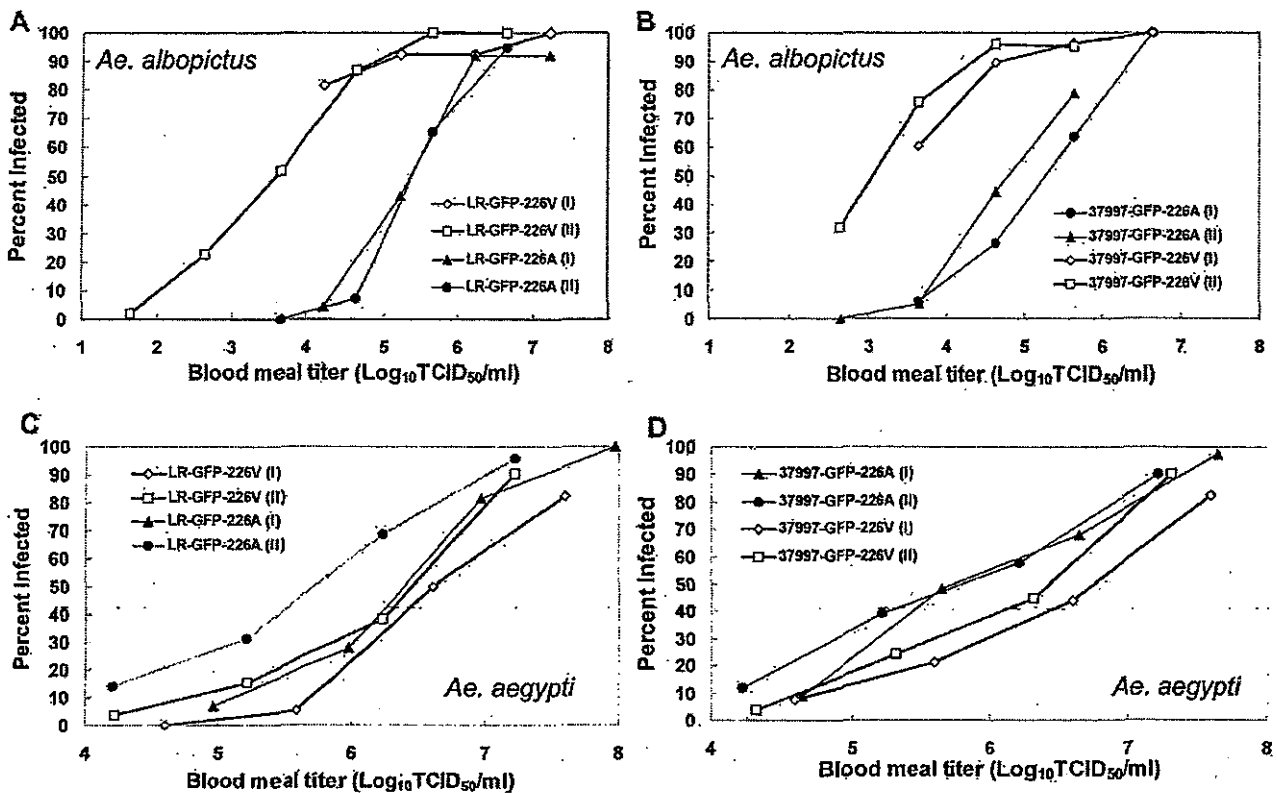 A
Ae. albopictus
Percent Infected
100
90
80
70
60
50
40
30
20
10
0
LR-GFP-226V (I)
LR-GFP-226V (II)
LR-GFP-226A (I)
LR-GFP-226A (II)
1 2 3 4 5 6 7 8
Blood meal titer (Log10TCID50/ml)
B
Ae. albopictus
Percent Infected
100
90
80
70
60
50
40
30
20
10
0
37997-GFP-226A (I)
37997-GFP-226A (II)
37997-GFP-226V (I)
37997-GFP-226V (II)
1 2 3 4 5 6 7 8
Blood meal titer (Log10TCID50/ml)
C
Percent Infected
100
90
80
70
60
50
40
30
20
10
0
LR-GFP-226V (I)
LR-GFP-226V (II)
LR-GFP-226A (I)
LR-GFP-226A (II)
Ae. aegypti
4 5 6 7 8
Blood meal titer (Log10TCID50/ml)
D
Percent Infected
100
90
80
70
60
50
40
30
20
10
0
37997-GFP-226A (I)
37997-GFP-226A (II)
37997-GFP-226V (I)
37997-GFP-226V (II)
Ae. aegypti
4 5 6 7 8
Blood meal titer (Log10TCID50/ml)